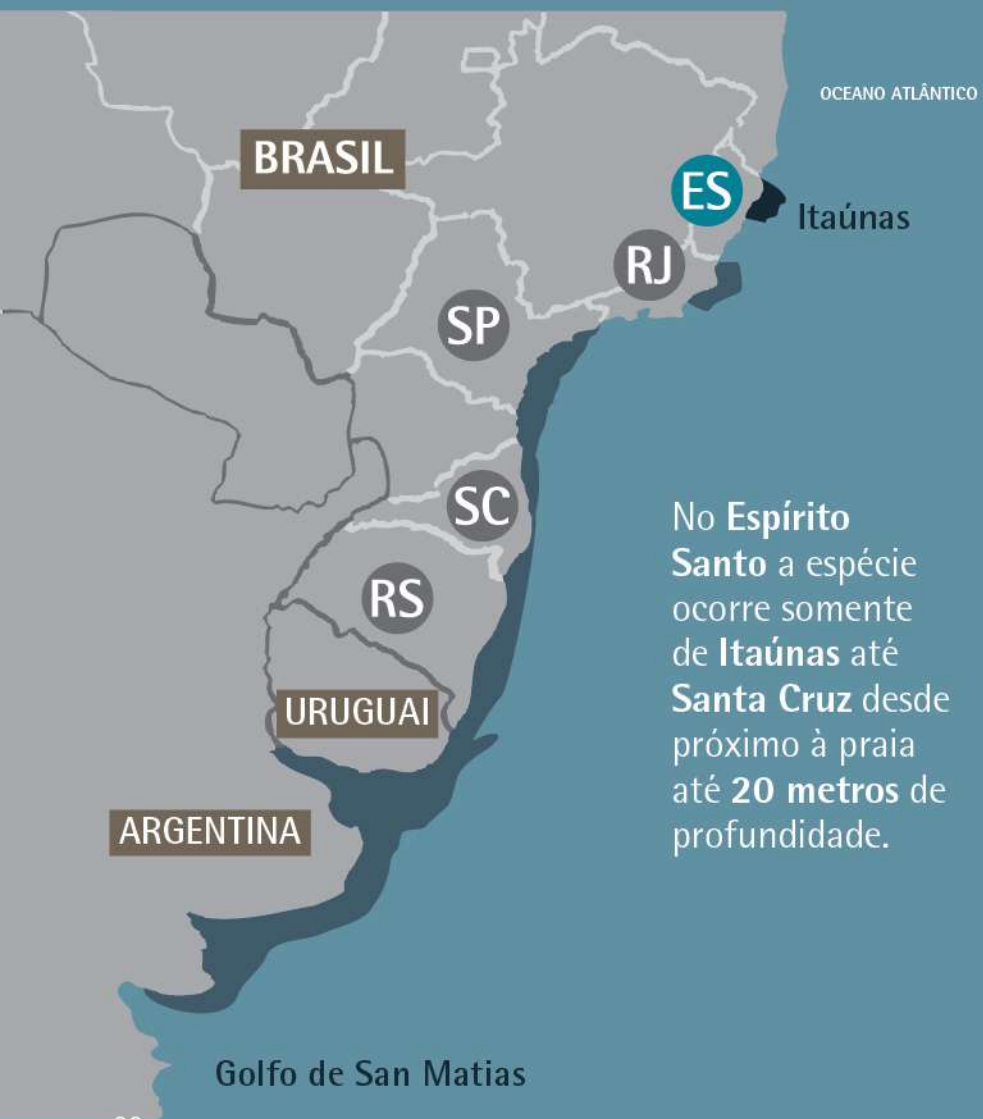 OCEANO ATLÂNTICO
BRASIL
ES
Itaúnas
RJ
SP
SC
No Espírito
Santo a espécie
ocorre somente
de Itaúnas até
Santa Cruz desde
próximo à praia
até 20 metros de
profundidade.
RS
URUGUAI
ARGENTINA
Golfo de San Matias